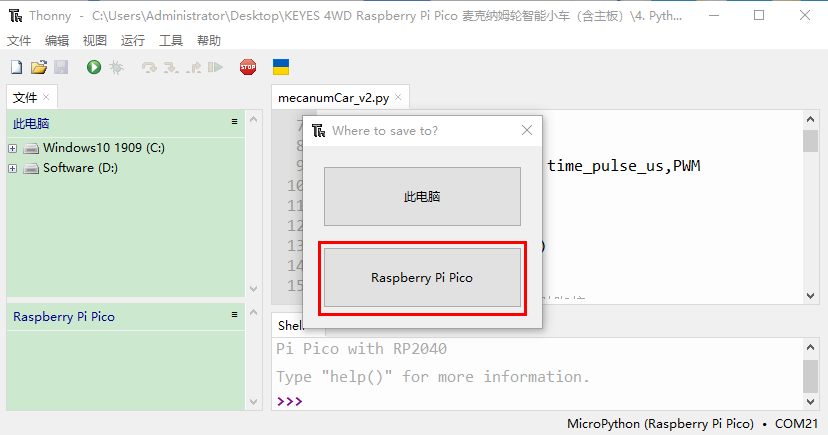 Thonny - C:\Users\Administrator\Desktop\KEYES 4WD Raspberry Pi Pico 麦克纳姆轮智能小车（含主板）\4. Pyth...
文件 编辑 视图 运行 工具 帮助
STOP
文件
此电脑
Windows10 1909 (C:)
Software (D:)
Raspberry Pi Pico
mecanumCar_v2.py
7
8
9 time_pulse_us,PWM
10
11
12
13 )
14
15
Where to save to?
此电脑
Raspberry Pi Pico
Shell
Pi Pico with RP2040
Type "help()" for more information.
>>>
MicroPython (Raspberry Pi Pico) • COM21